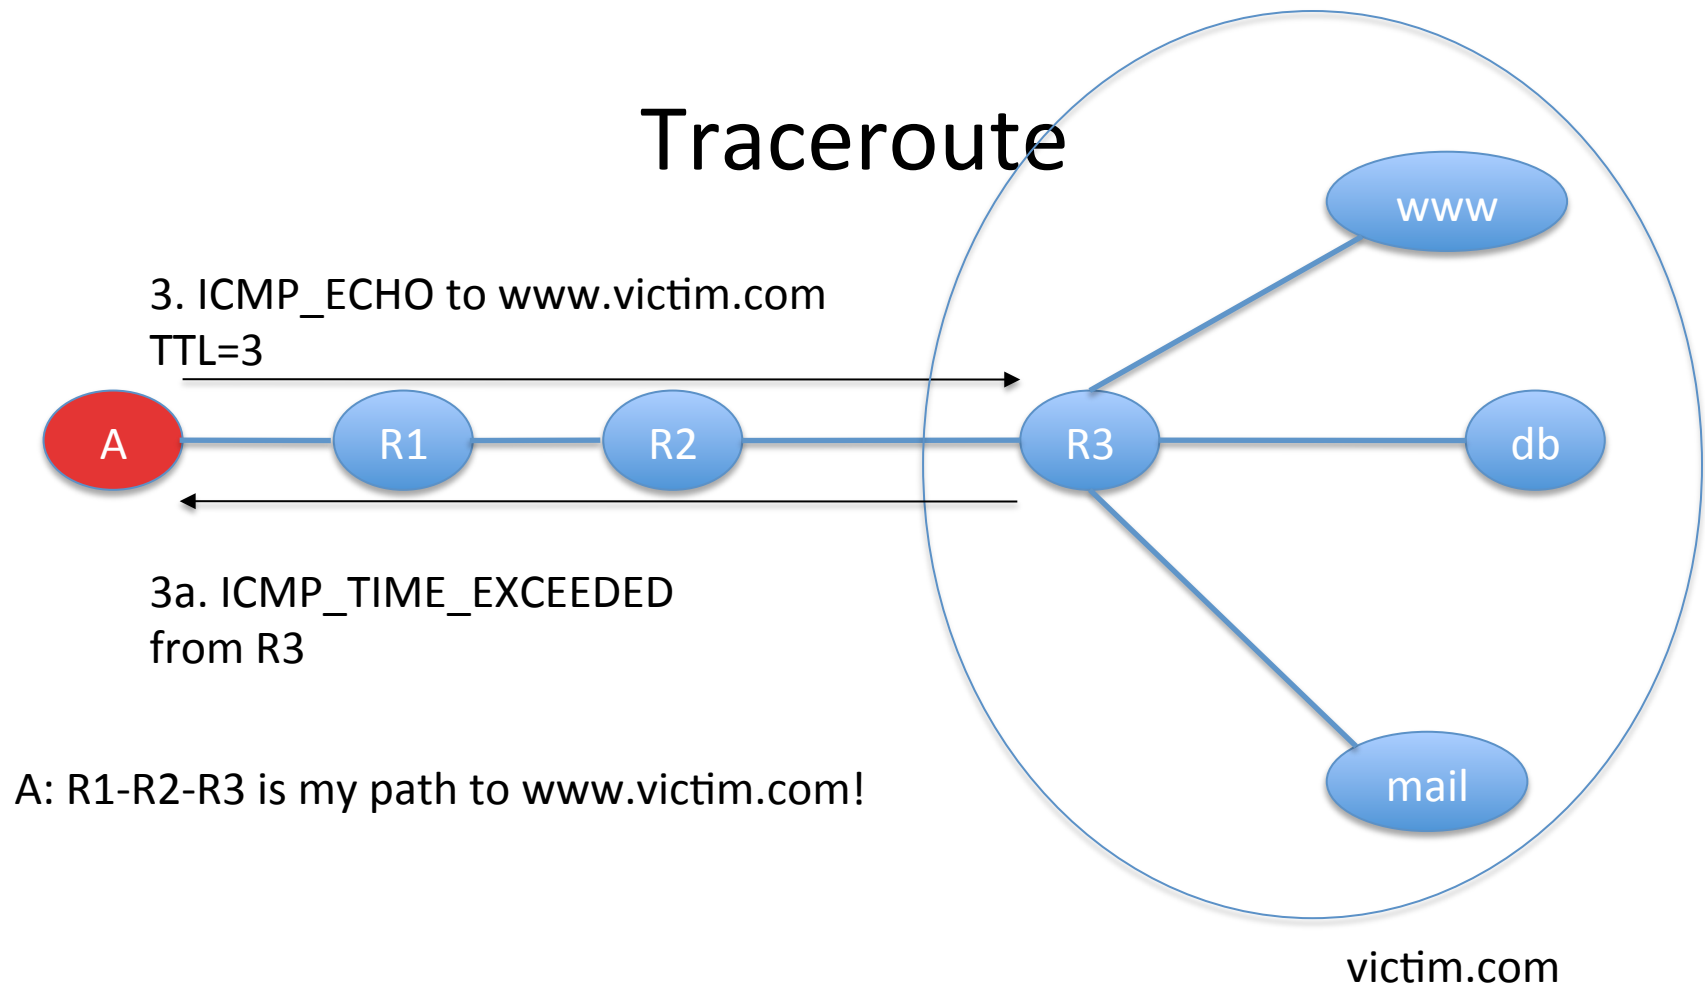 Traceroute
www
3. ICMP_ECHO to www.victim.com
TTL=3
A
R1
R2
R3
db
3a. ICMP_TIME_EXCEEDED
from R3
A: R1-R2-R3 is my path to www.victim.com!
mail
victim.com